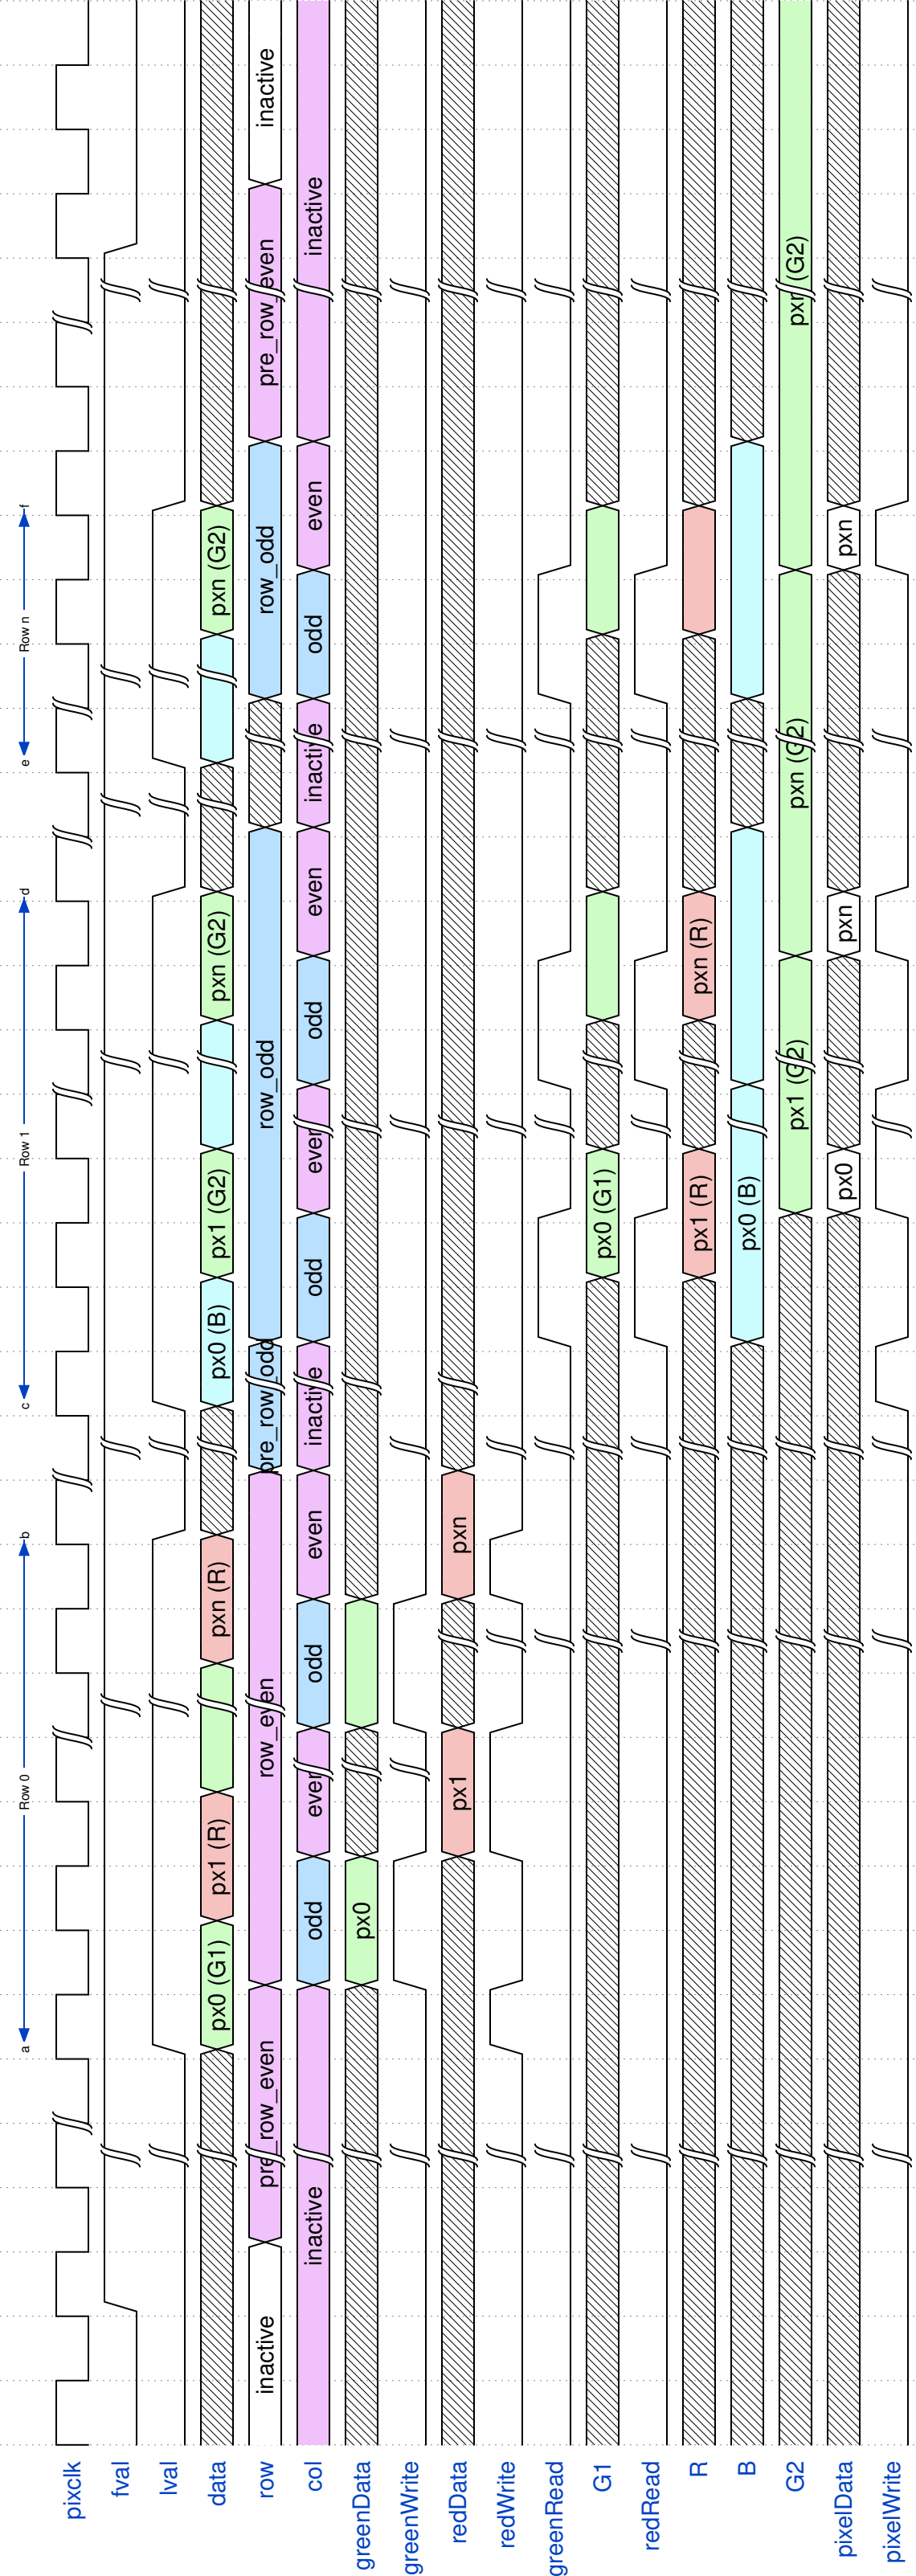 a Row 0 b c Row 1 d e Row n f
pixclk
fval
lval
data px0 (G1) px1 (R) pxn (R) px0 (B) px1 (G2) pxn (G2) pxn (G2)
row inactive pre_row_even row_even pre_row_odd row_odd row_odd pre_row_even inactive
col inactive odd even odd even inactive odd even odd even inactive odd even inactive
greenData px0
greenWrite
redData px1 pxn
redWrite
greenRead
G1 px0 (G1)
redRead
R px1 (R) pxn (R)
B px0 (B)
G2 px1 (G2) pxn (G2) pxn (G2)
pixelData px0 pxn pxn
pixelWrite